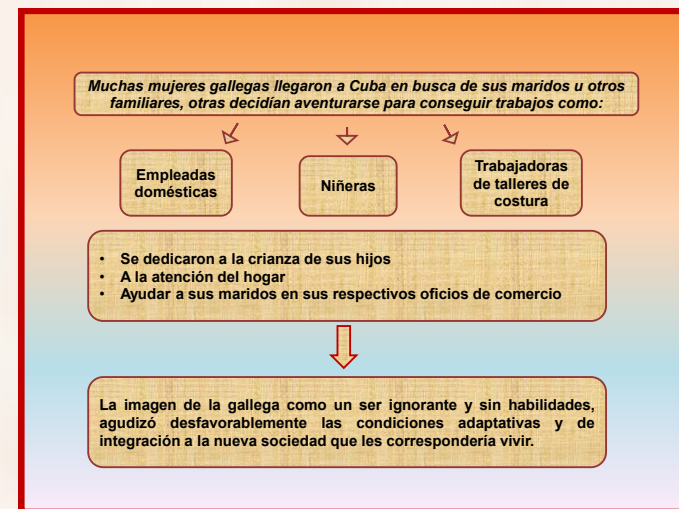 Muchas mujeres gallegas llegaron a Cuba en busca de sus maridos u otros
familiares, otras decidían aventurarse para conseguir trabajos como:
Empleadas
domésticas
Niñeras
Trabajadoras
de talleres de
costura
• Se dedicaron a la crianza de sus hijos
• A la atención del hogar
• Ayudar a sus maridos en sus respectivos oficios de comercio
La imagen de la gallega como un ser ignorante y sin habilidades,
agudizó desfavorablemente las condiciones adaptativas y de
integración a la nueva sociedad que les correspondería vivir.